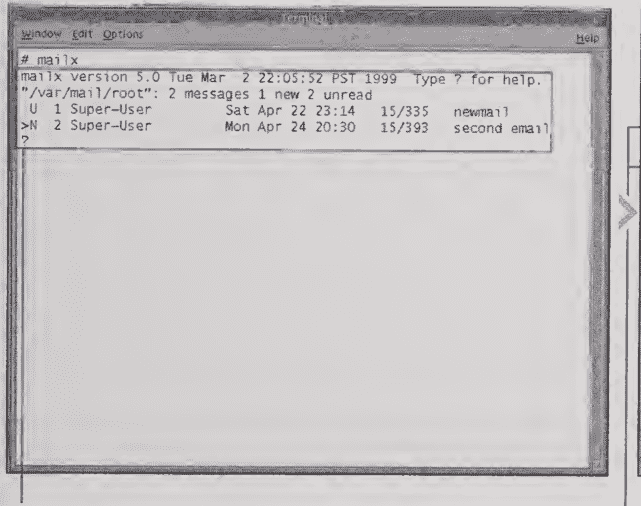 Terminal
Window Edit Options Help
# mailx
mailx version 5.0 Tue Mar  2 22:05:52 PST 1999  Type ? for help.
"/var/mail/root": 2 messages 1 new 2 unread
 U  1 Super-User         Sat Apr 22 23:14   15/335   newmail
>N  2 Super-User         Mon Apr 24 20:30   15/393   second email
?